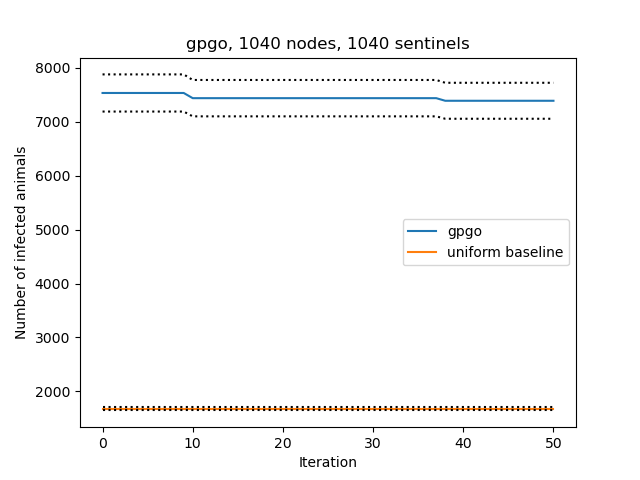 gpgo, 1040 nodes, 1040 sentinels
8000
7000
6000
5000
4000
3000
2000
Number of infected animals
gpgo
uniform baseline
0 10 20 30 40 50
Iteration